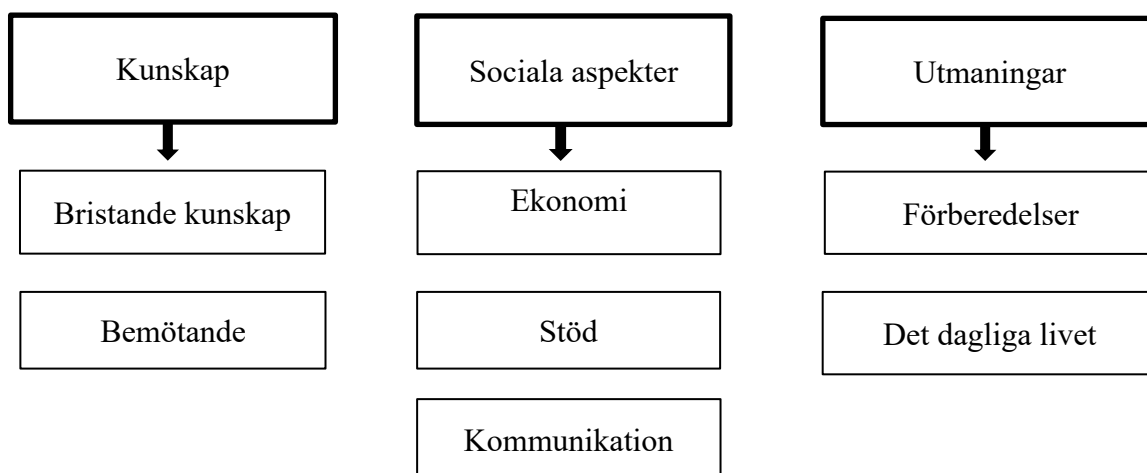 Kunskap
Bristande kunskap
Bemötande
Sociala aspekter
Ekonomi
Stöd
Kommunikation
Utmaningar
Förberedelser
Det dagliga livet